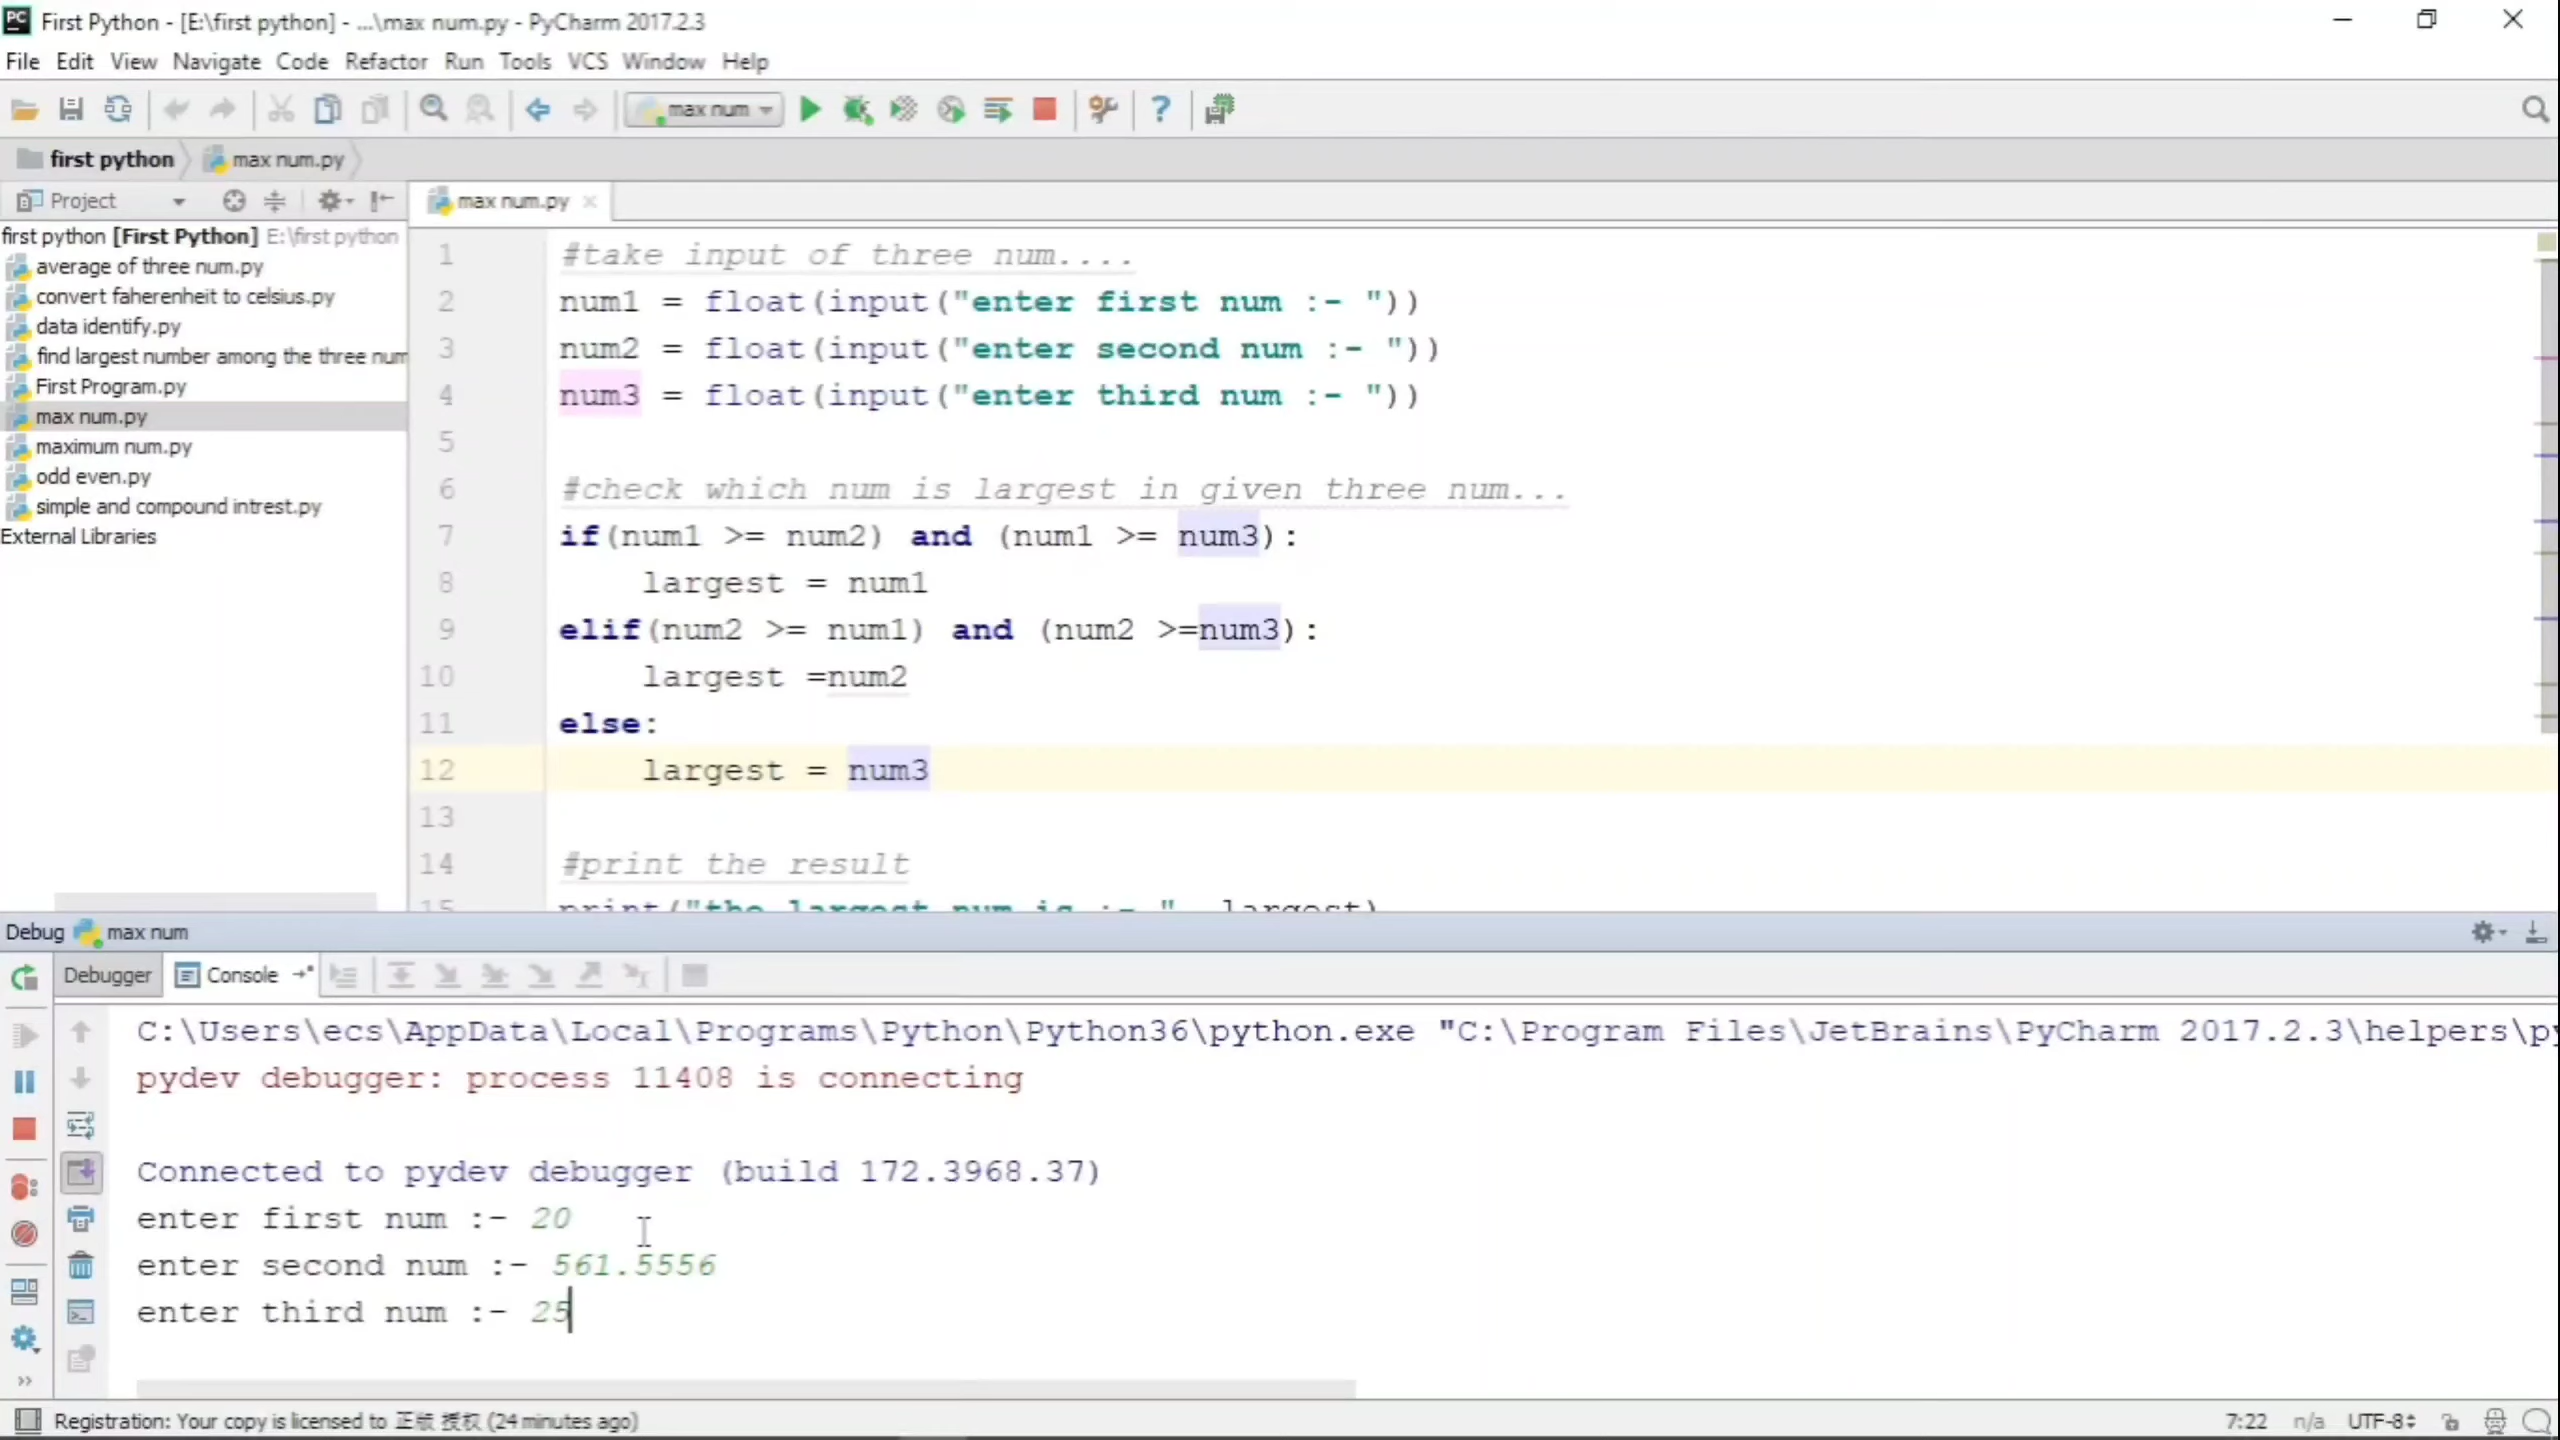 First Python - [E:\first python] - ...\max num.py - PyCharm 2017.2.3
File Edit View Navigate Code Refactor Run Tools VCS Window Help
max num
first python max num.py
Project
max num.py
first python [First Python] E:\first python
average of three num.py
convert faherenheit to celsius.py
data identify.py
find largest number among the three num
First Program.py
max num.py
maximum num.py
odd even.py
simple and compound intrest.py
External Libraries
1 #take input of three num....
2 num1 = float(input("enter first num :- "))
3 num2 = float(input("enter second num :- "))
4 num3 = float(input("enter third num :- "))
5
6 #check which num is largest in given three num...
7 if(num1 >= num2) and (num1 >= num3):
8 largest = num1
9 elif(num2 >= num1) and (num2 >=num3):
10 largest =num2
11 else:
12 largest = num3
13
14 #print the result
15 print("the largest num is :- ", largest)
Debug max num
Debugger Console
C:\Users\ecs\AppData\Local\Programs\Python\Python36\python.exe "C:\Program Files\JetBrains\PyCharm 2017.2.3\helpers\py
pydev debugger: process 11408 is connecting
Connected to pydev debugger (build 172.3968.37)
enter first num :- 20
enter second num :- 561.5556
enter third num :- 25
Registration: Your copy is licensed to 正版 授权 (24 minutes ago)
7:22 n/a UTF-8